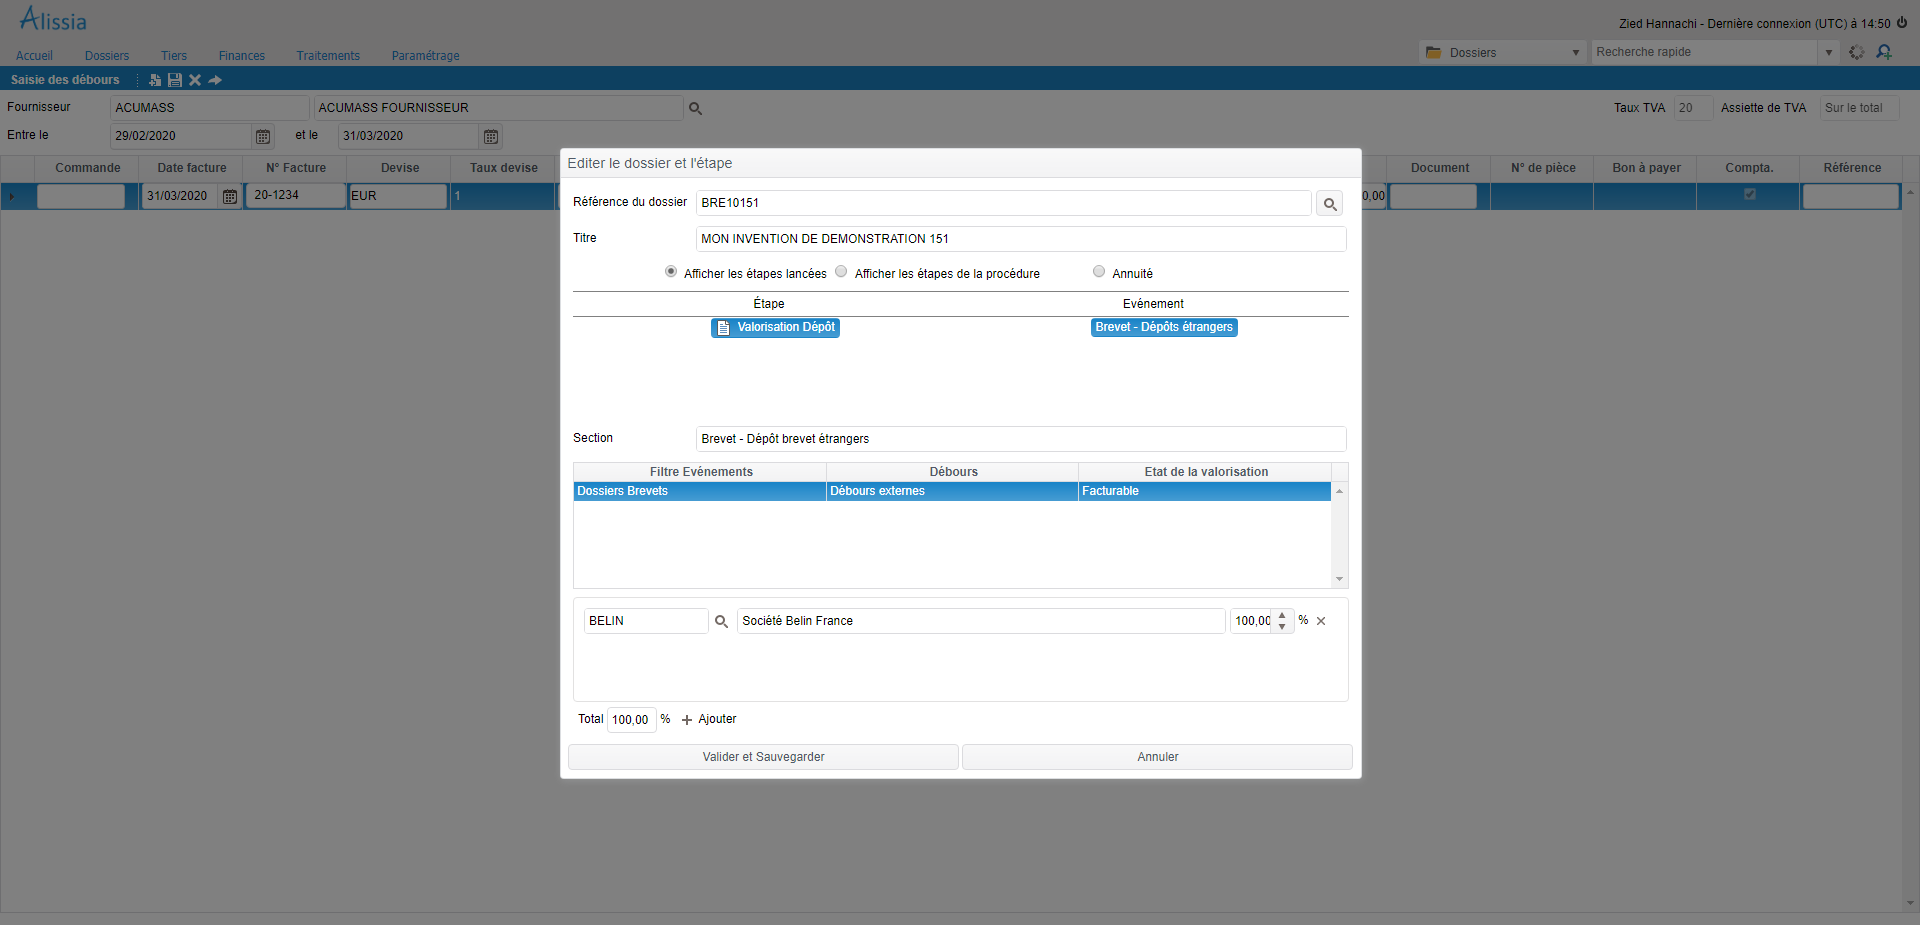 Alissia
Zied Hannachi - Dernière connexion (UTC) à 14:50
Accueil Dossiers Tiers Finances Traitements Paramétrage Dossiers Recherche rapide
Saisie des débours
Fournisseur ACUMASS ACUMASS FOURNISSEUR Taux TVA 20 Assiette de TVA Sur le total
Entre le 29/02/2020 et le 31/03/2020
Commande Date facture N° Facture Devise Taux devise Document N° de pièce Bon à payer Compta. Référence
31/03/2020 20-1234 EUR 1 0,00
Editer le dossier et l'étape
Référence du dossier BRE10151
Titre MON INVENTION DE DEMONSTRATION 151
Afficher les étapes lancées Afficher les étapes de la procédure Annuité
Étape Evénement
Valorisation Dépôt Brevet - Dépôts étrangers
Section Brevet - Dépôt brevet étrangers
Filtre Evénements Débours Etat de la valorisation
Dossiers Brevets Débours externes Facturable
BELIN Société Belin France 100,00 %
Total 100,00 % Ajouter
Valider et Sauvegarder Annuler